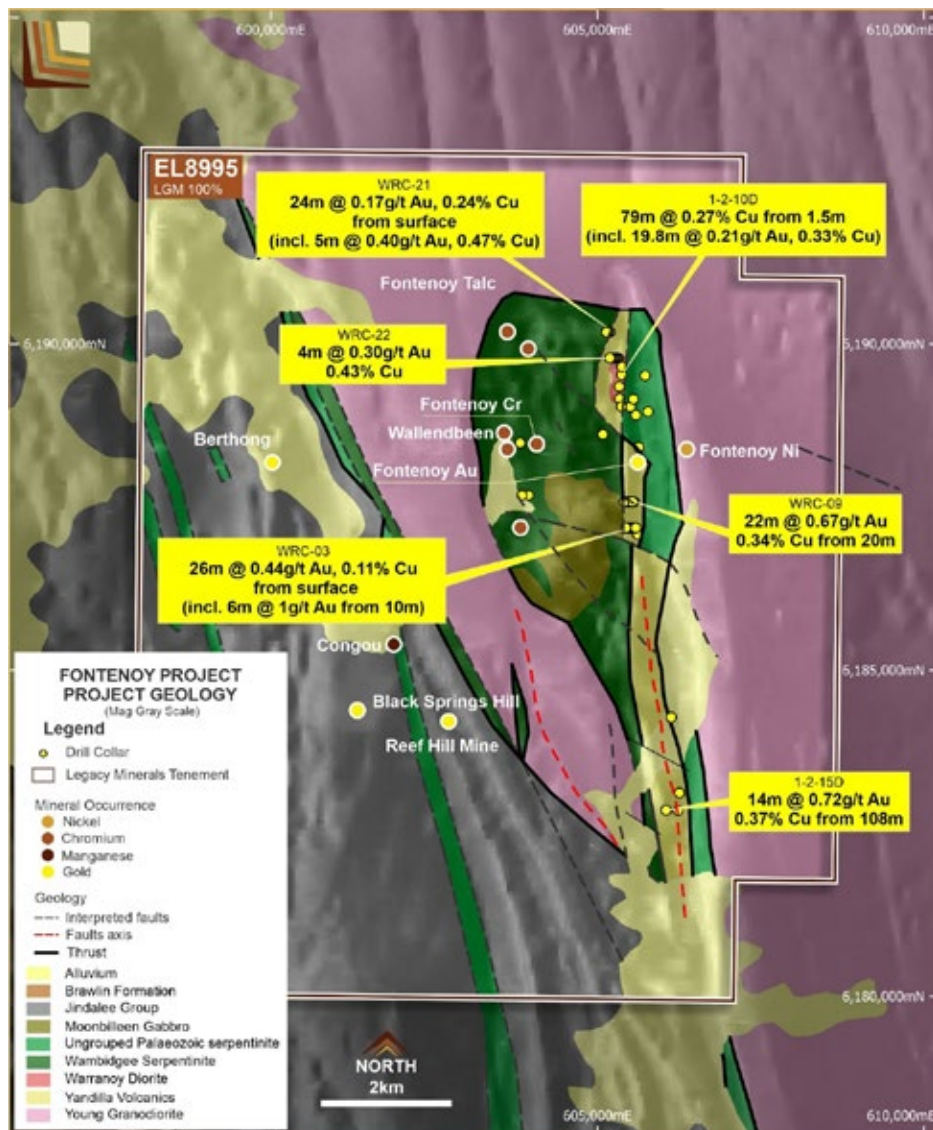 600,000mE
605,000mE
610,000mE
EL8995
LGM 100%
WRC-21
24m @ 0.17g/t Au, 0.24% Cu
from surface
(incl. 5m @ 0.40g/t Au, 0.47% Cu)
1-2-10D
79m @ 0.27% Cu from 1.5m
(incl. 19.8m @ 0.21g/t Au, 0.33% Cu)
Fontenoy Talc
6,190,000mN
6,190,000mN
WRC-22
4m @ 0.30g/t Au
0.43% Cu
Fontenoy Cr
Wallendbeen
Berthong
Fontenoy Au
Fontenoy Ni
WRC-09
22m @ 0.67g/t Au
0.34% Cu from 20m
WRC-03
26m @ 0.44g/t Au, 0.11% Cu
from surface
(incl. 6m @ 1g/t Au from 10m)
Congou
6,185,000mN
Black Springs Hill
Reef Hill Mine
1-2-15D
14m @ 0.72g/t Au
0.37% Cu from 108m
FONTENOY PROJECT
PROJECT GEOLOGY
(Mag Gray Scale)
Legend
Drill Collar
Legacy Minerals Tenement
Mineral Occurrence
Nickel
Chromium
Manganese
Gold
Geology
Interpreted faults
Faults axis
Thrust
Alluvium
Brawlin Formation
Jindalee Group
Moonbilleen Gabbro
Ungrouped Palaeozoic serpentinite
Wambidgee Serpentinite
Warranoy Diorite
Yandilla Volcanics
Young Granodiorite
6,180,000mN
NORTH
2km
605,000mE
610,000mE